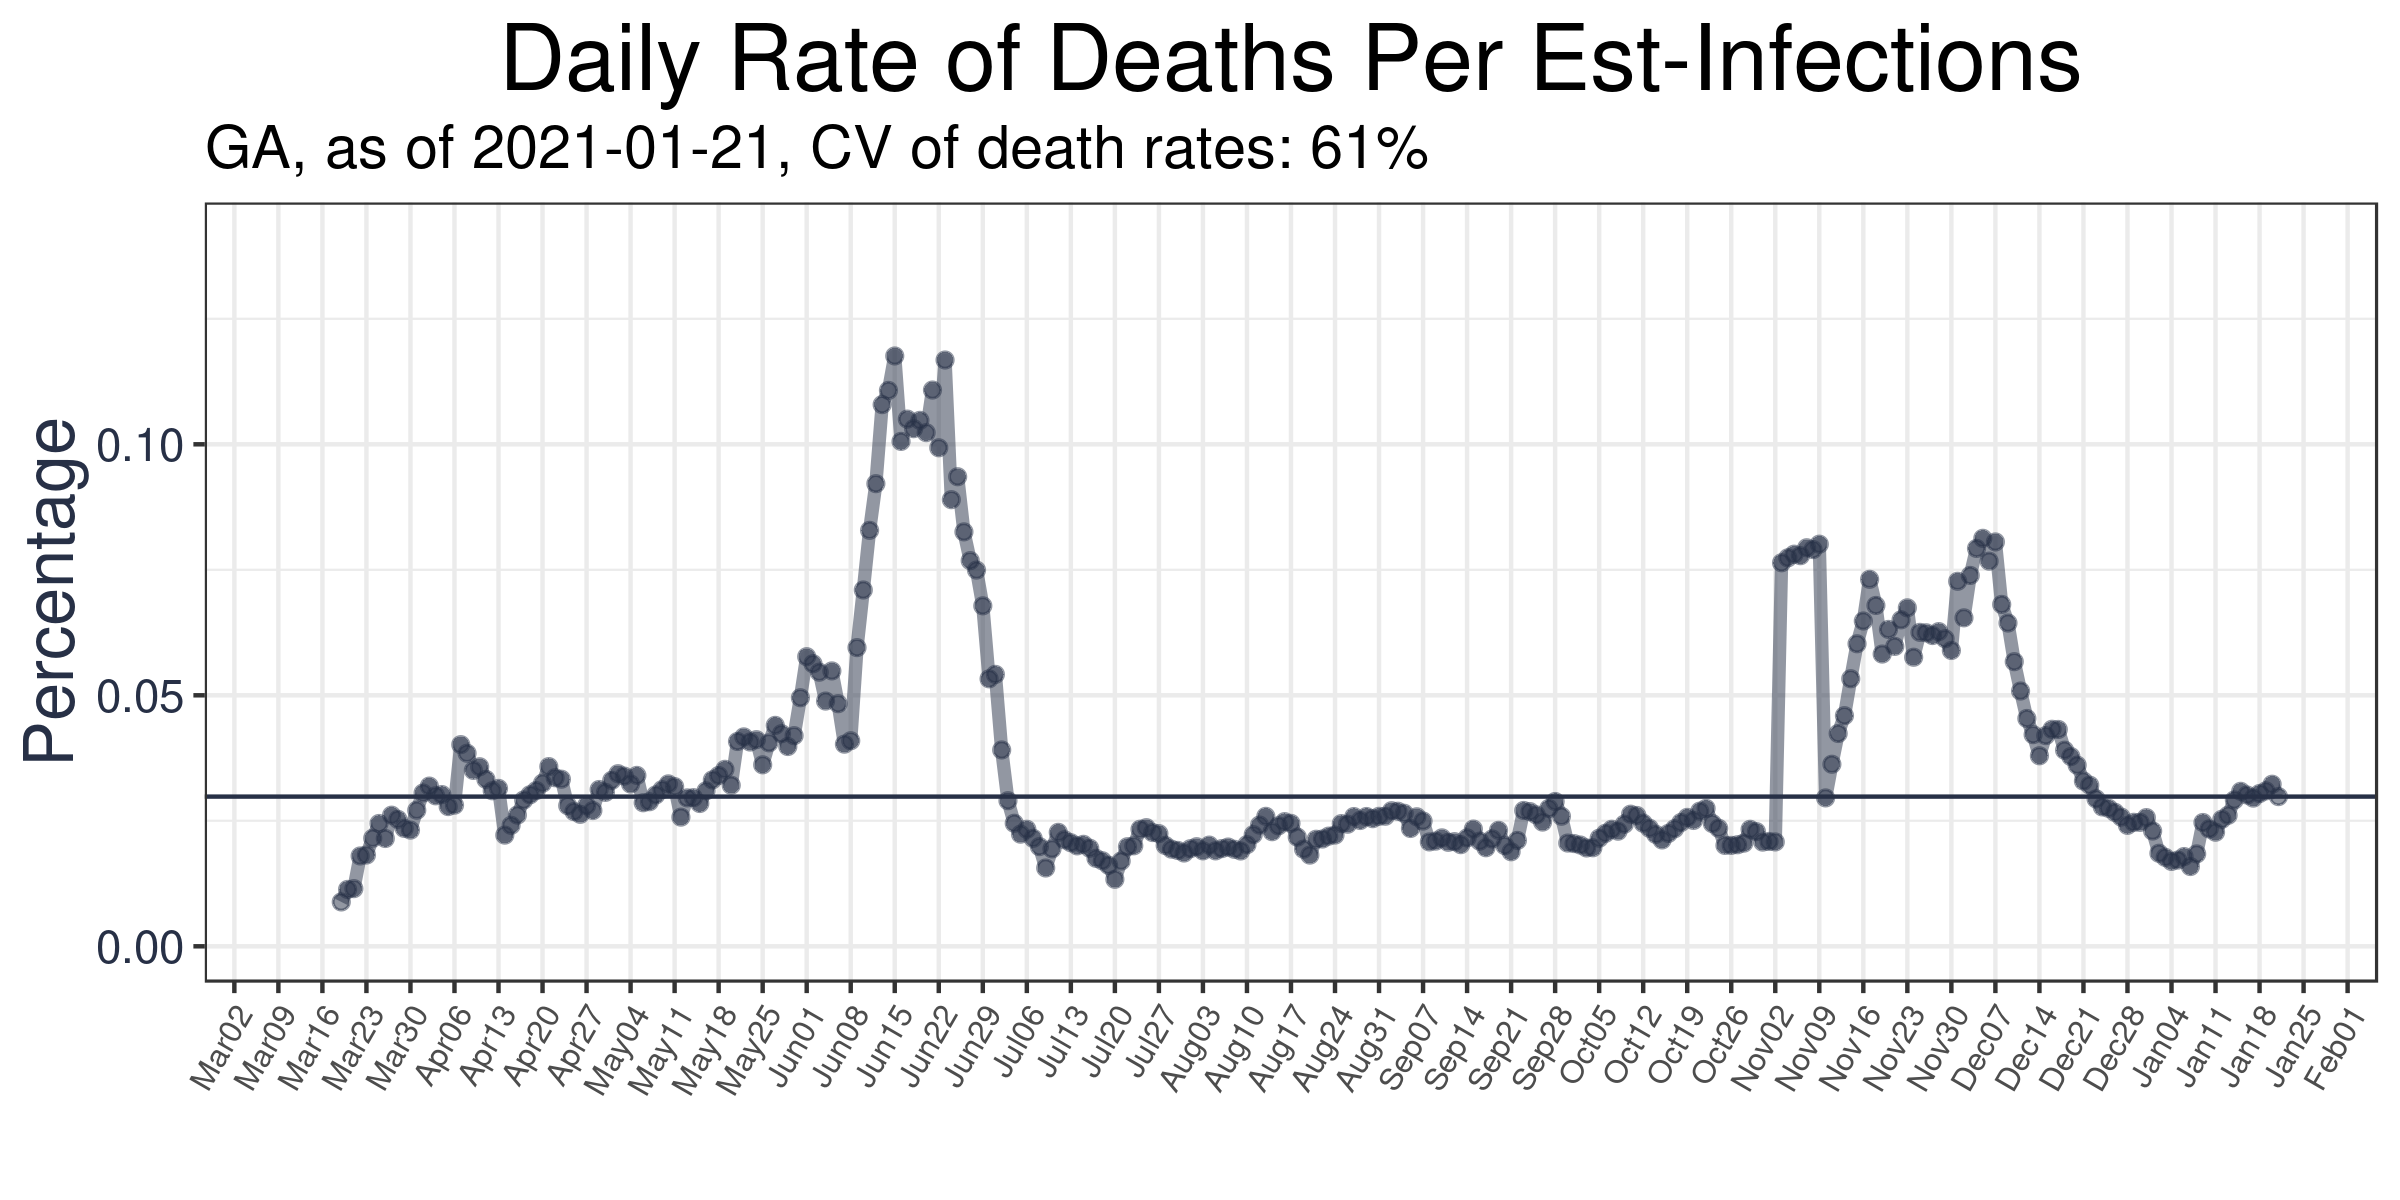 Daily Rate of Deaths Per Est-Infections
GA, as of 2021-01-21, CV of death rates: 61%
Percentage
0.10
0.05
0.00
Mar02
Mar09
Mar16
Mar23
Mar30
Apr06
Apr13
Apr20
Apr27
May04
May11
May18
May25
Jun01
Jun08
Jun15
Jun22
Jun29
Jul06
Jul13
Jul20
Jul27
Aug03
Aug10
Aug17
Aug24
Aug31
Sep07
Sep14
Sep21
Sep28
Oct05
Oct12
Oct19
Oct26
Nov02
Nov09
Nov16
Nov23
Nov30
Dec07
Dec14
Dec21
Dec28
Jan04
Jan11
Jan18
Jan25
Feb01